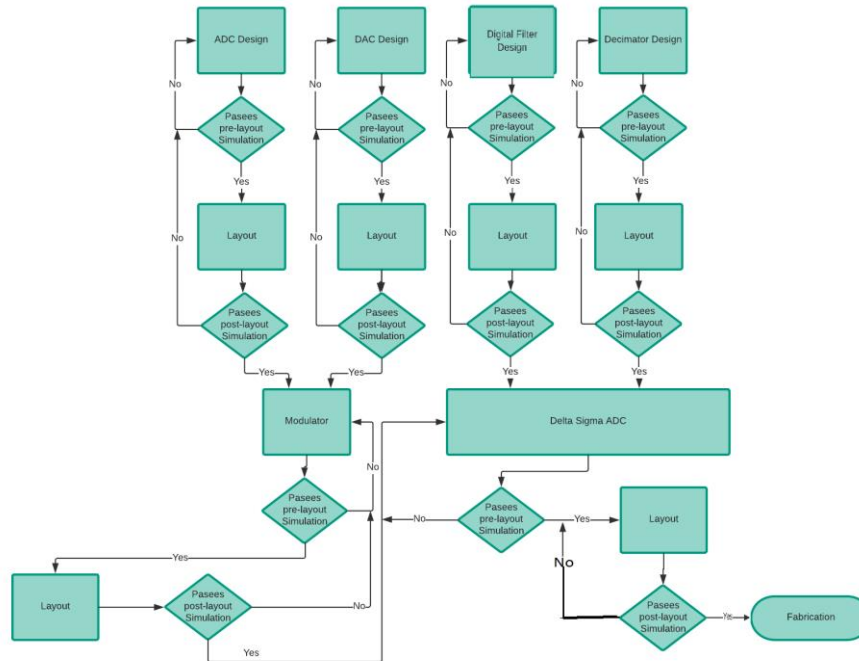 ADC Design
DAC Design
Digital Filter
Design
Decimator Design
No
No
No
No
Pasees
pre-layout
Simulation
Pasees
pre-layout
Simulation
Pasees
pre-layout
Simulation
Pasees
pre-layout
Simulation
Yes
Yes
Yes
Yes
Layout
Layout
Layout
Layout
No
No
No
No
Pasees
post-layout
Simulation
Pasees
post-layout
Simulation
Pasees
post-layout
Simulation
Pasees
post-layout
Simulation
Yes
Yes
Yes
Yes
Modulator
Delta Sigma ADC
No
Pasees
pre-layout
Simulation
Pasees
pre-layout
Simulation
No
Yes
Layout
Yes
No
Layout
Pasees
post-layout
Simulation
No
Pasees
post-layout
Simulation
Yes
Fabrication
Yes